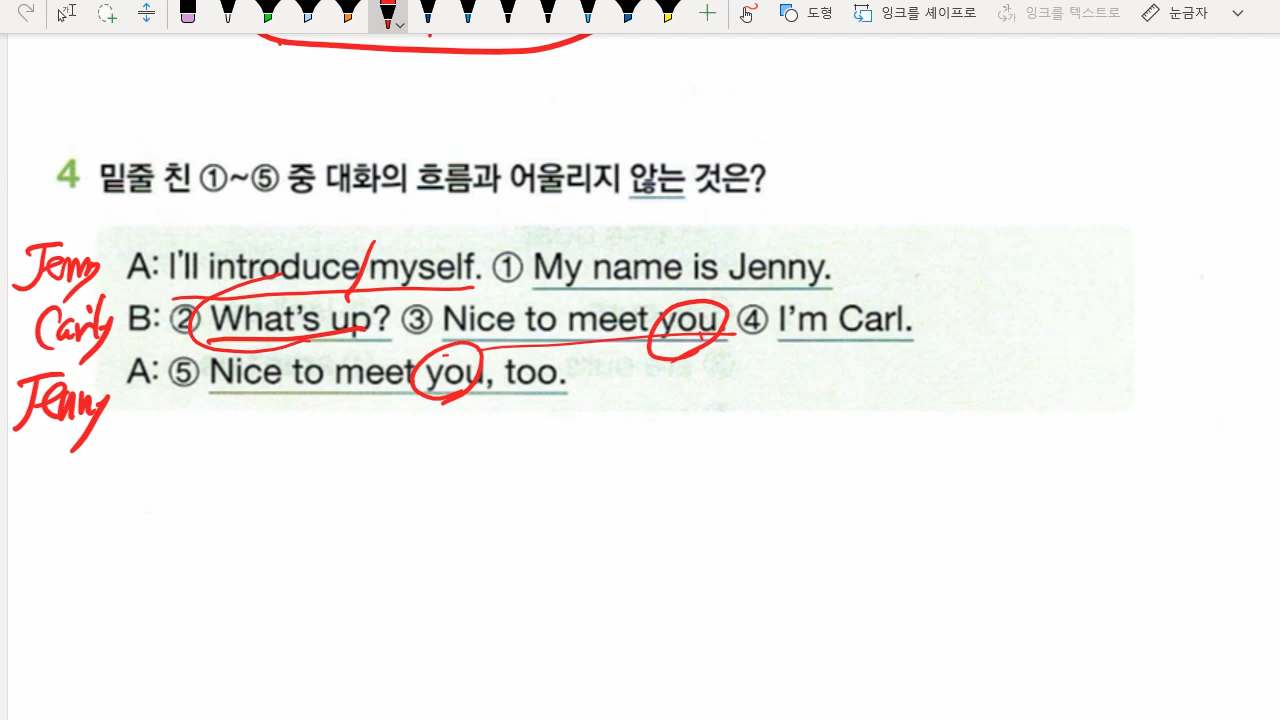 도형 잉크를 셰이프로 잉크를 텍스트로 눈금자
4 밑줄 친 ①~⑤ 중 대화의 흐름과 어울리지 않는 것은?
Jenny A: I'll introduce myself. ① My name is Jenny.
B: ② What's up? ③ Nice to meet you. ④ I'm Carl.
Jenny A: ⑤ Nice to meet you, too.